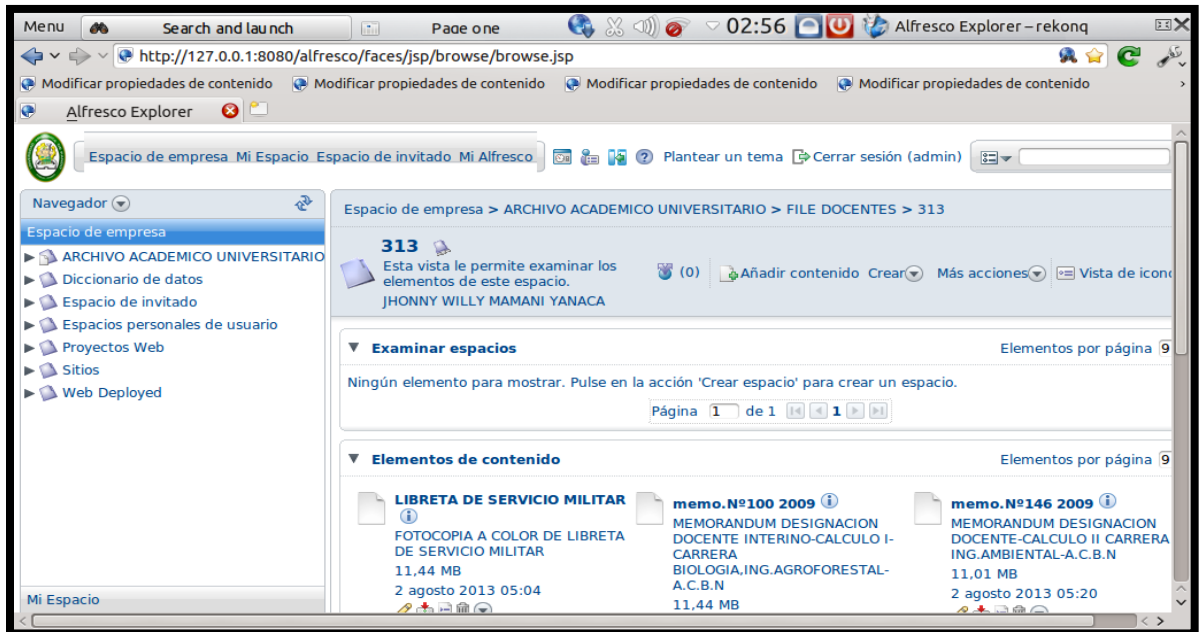 Menu Search and launch Page one 02:56 Alfresco Explorer – rekonq
http://127.0.0.1:8080/alfresco/faces/jsp/browse/browse.jsp
Modificar propiedades de contenido Modificar propiedades de contenido Modificar propiedades de contenido Modificar propiedades de contenido
Alfresco Explorer
Espacio de empresa Mi Espacio Espacio de invitado Mi Alfresco Plantear un tema Cerrar sesión (admin)
Navegador
Espacio de empresa
ARCHIVO ACADEMICO UNIVERSITARIO
Diccionario de datos
Espacio de invitado
Espacios personales de usuario
Proyectos Web
Sitios
Web Deployed
Mi Espacio
Espacio de empresa > ARCHIVO ACADEMICO UNIVERSITARIO > FILE DOCENTES > 313
313
Esta vista le permite examinar los
elementos de este espacio.
JHONNY WILLY MAMANI YANACA
(0) Añadir contenido Crear Más acciones Vista de icono
Examinar espacios Elementos por página 9
Ningún elemento para mostrar. Pulse en la acción 'Crear espacio' para crear un espacio.
Página 1 de 1 1
Elementos de contenido Elementos por página 9
LIBRETA DE SERVICIO MILITAR
FOTOCOPIA A COLOR DE LIBRETA
DE SERVICIO MILITAR
11,44 MB
2 agosto 2013 05:04
memo.Nº100 2009
MEMORANDUM DESIGNACION
DOCENTE INTERINO-CALCULO I-
CARRERA
BIOLOGIA,ING.AGROFORESTAL-
A.C.B.N
11,44 MB
memo.Nº146 2009
MEMORANDUM DESIGNACION
DOCENTE-CALCULO II CARRERA
ING.AMBIENTAL-A.C.B.N
11,01 MB
2 agosto 2013 05:20